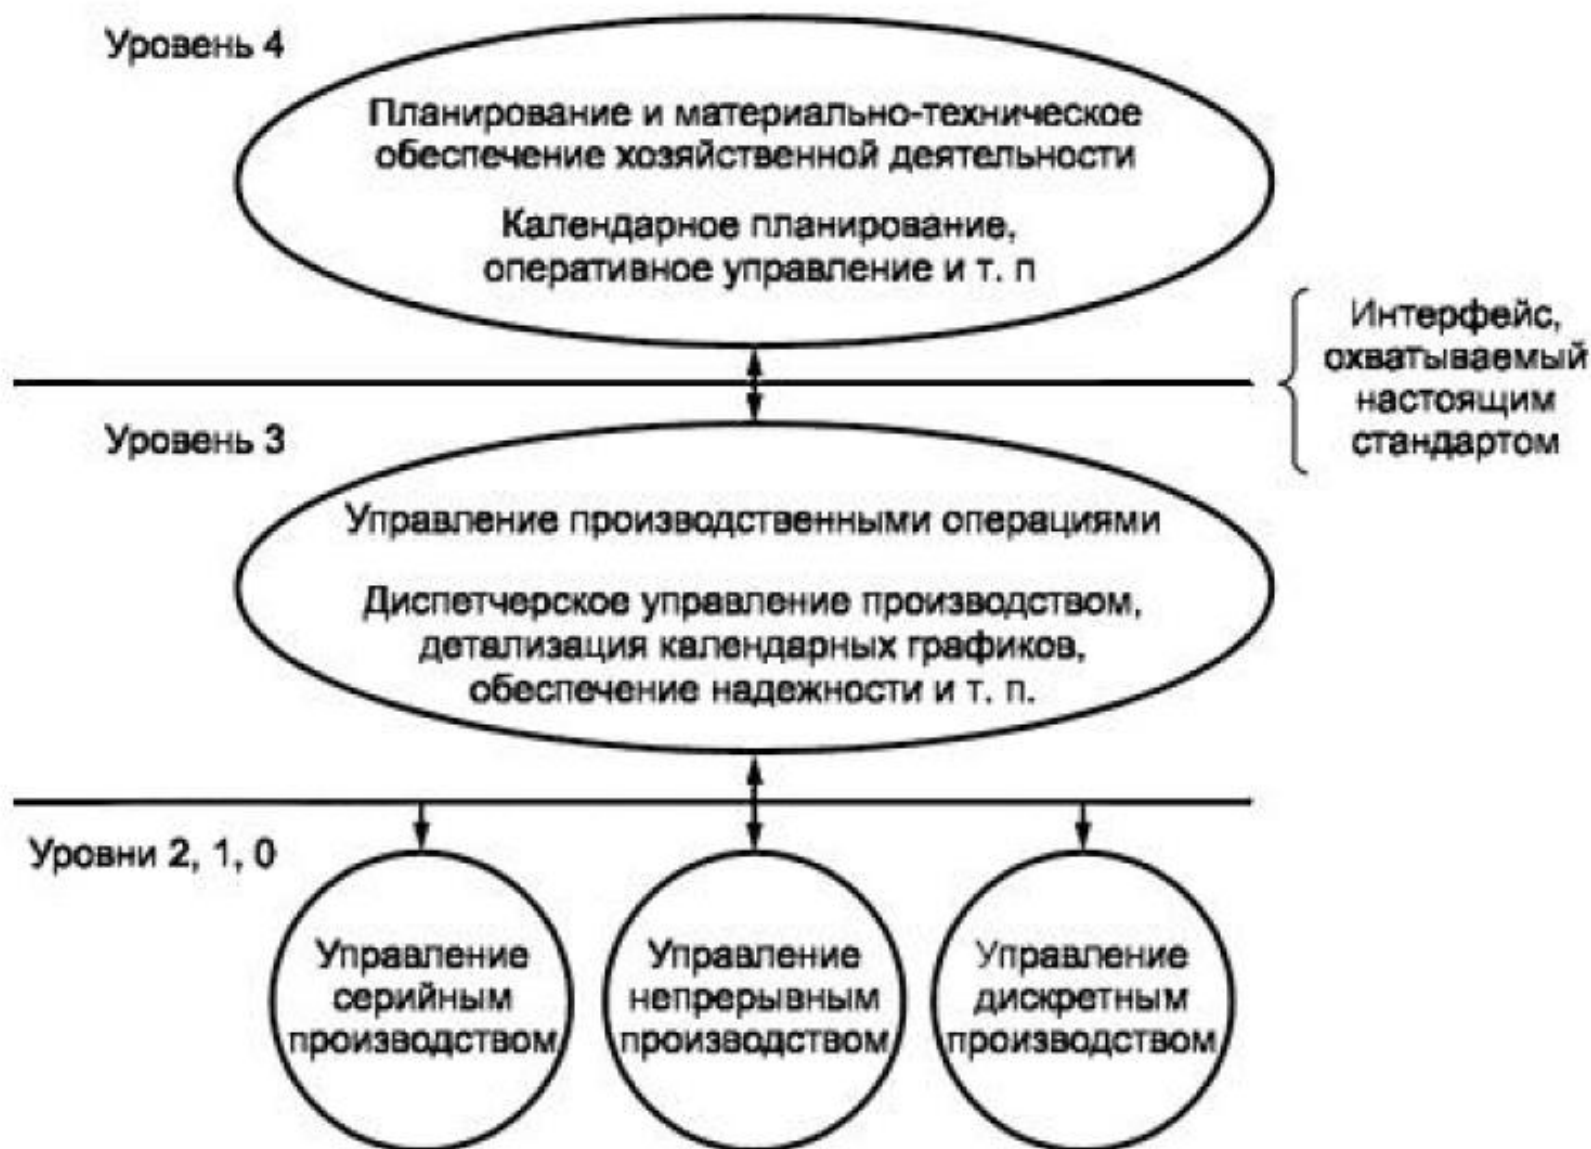 Уровень 4
Планирование и материально-техническое
обеспечение хозяйственной деятельности
Календарное планирование,
оперативное управление и т. п
Интерфейс,
охватываемый
настоящим
стандартом
Уровень 3
Управление производственными операциями
Диспетчерское управление производством,
детализация календарных графиков,
обеспечение надежности и т. п.
Уровни 2, 1, 0
Управление
серийным
производством
Управление
непрерывным
производством
Управление
дискретным
производством